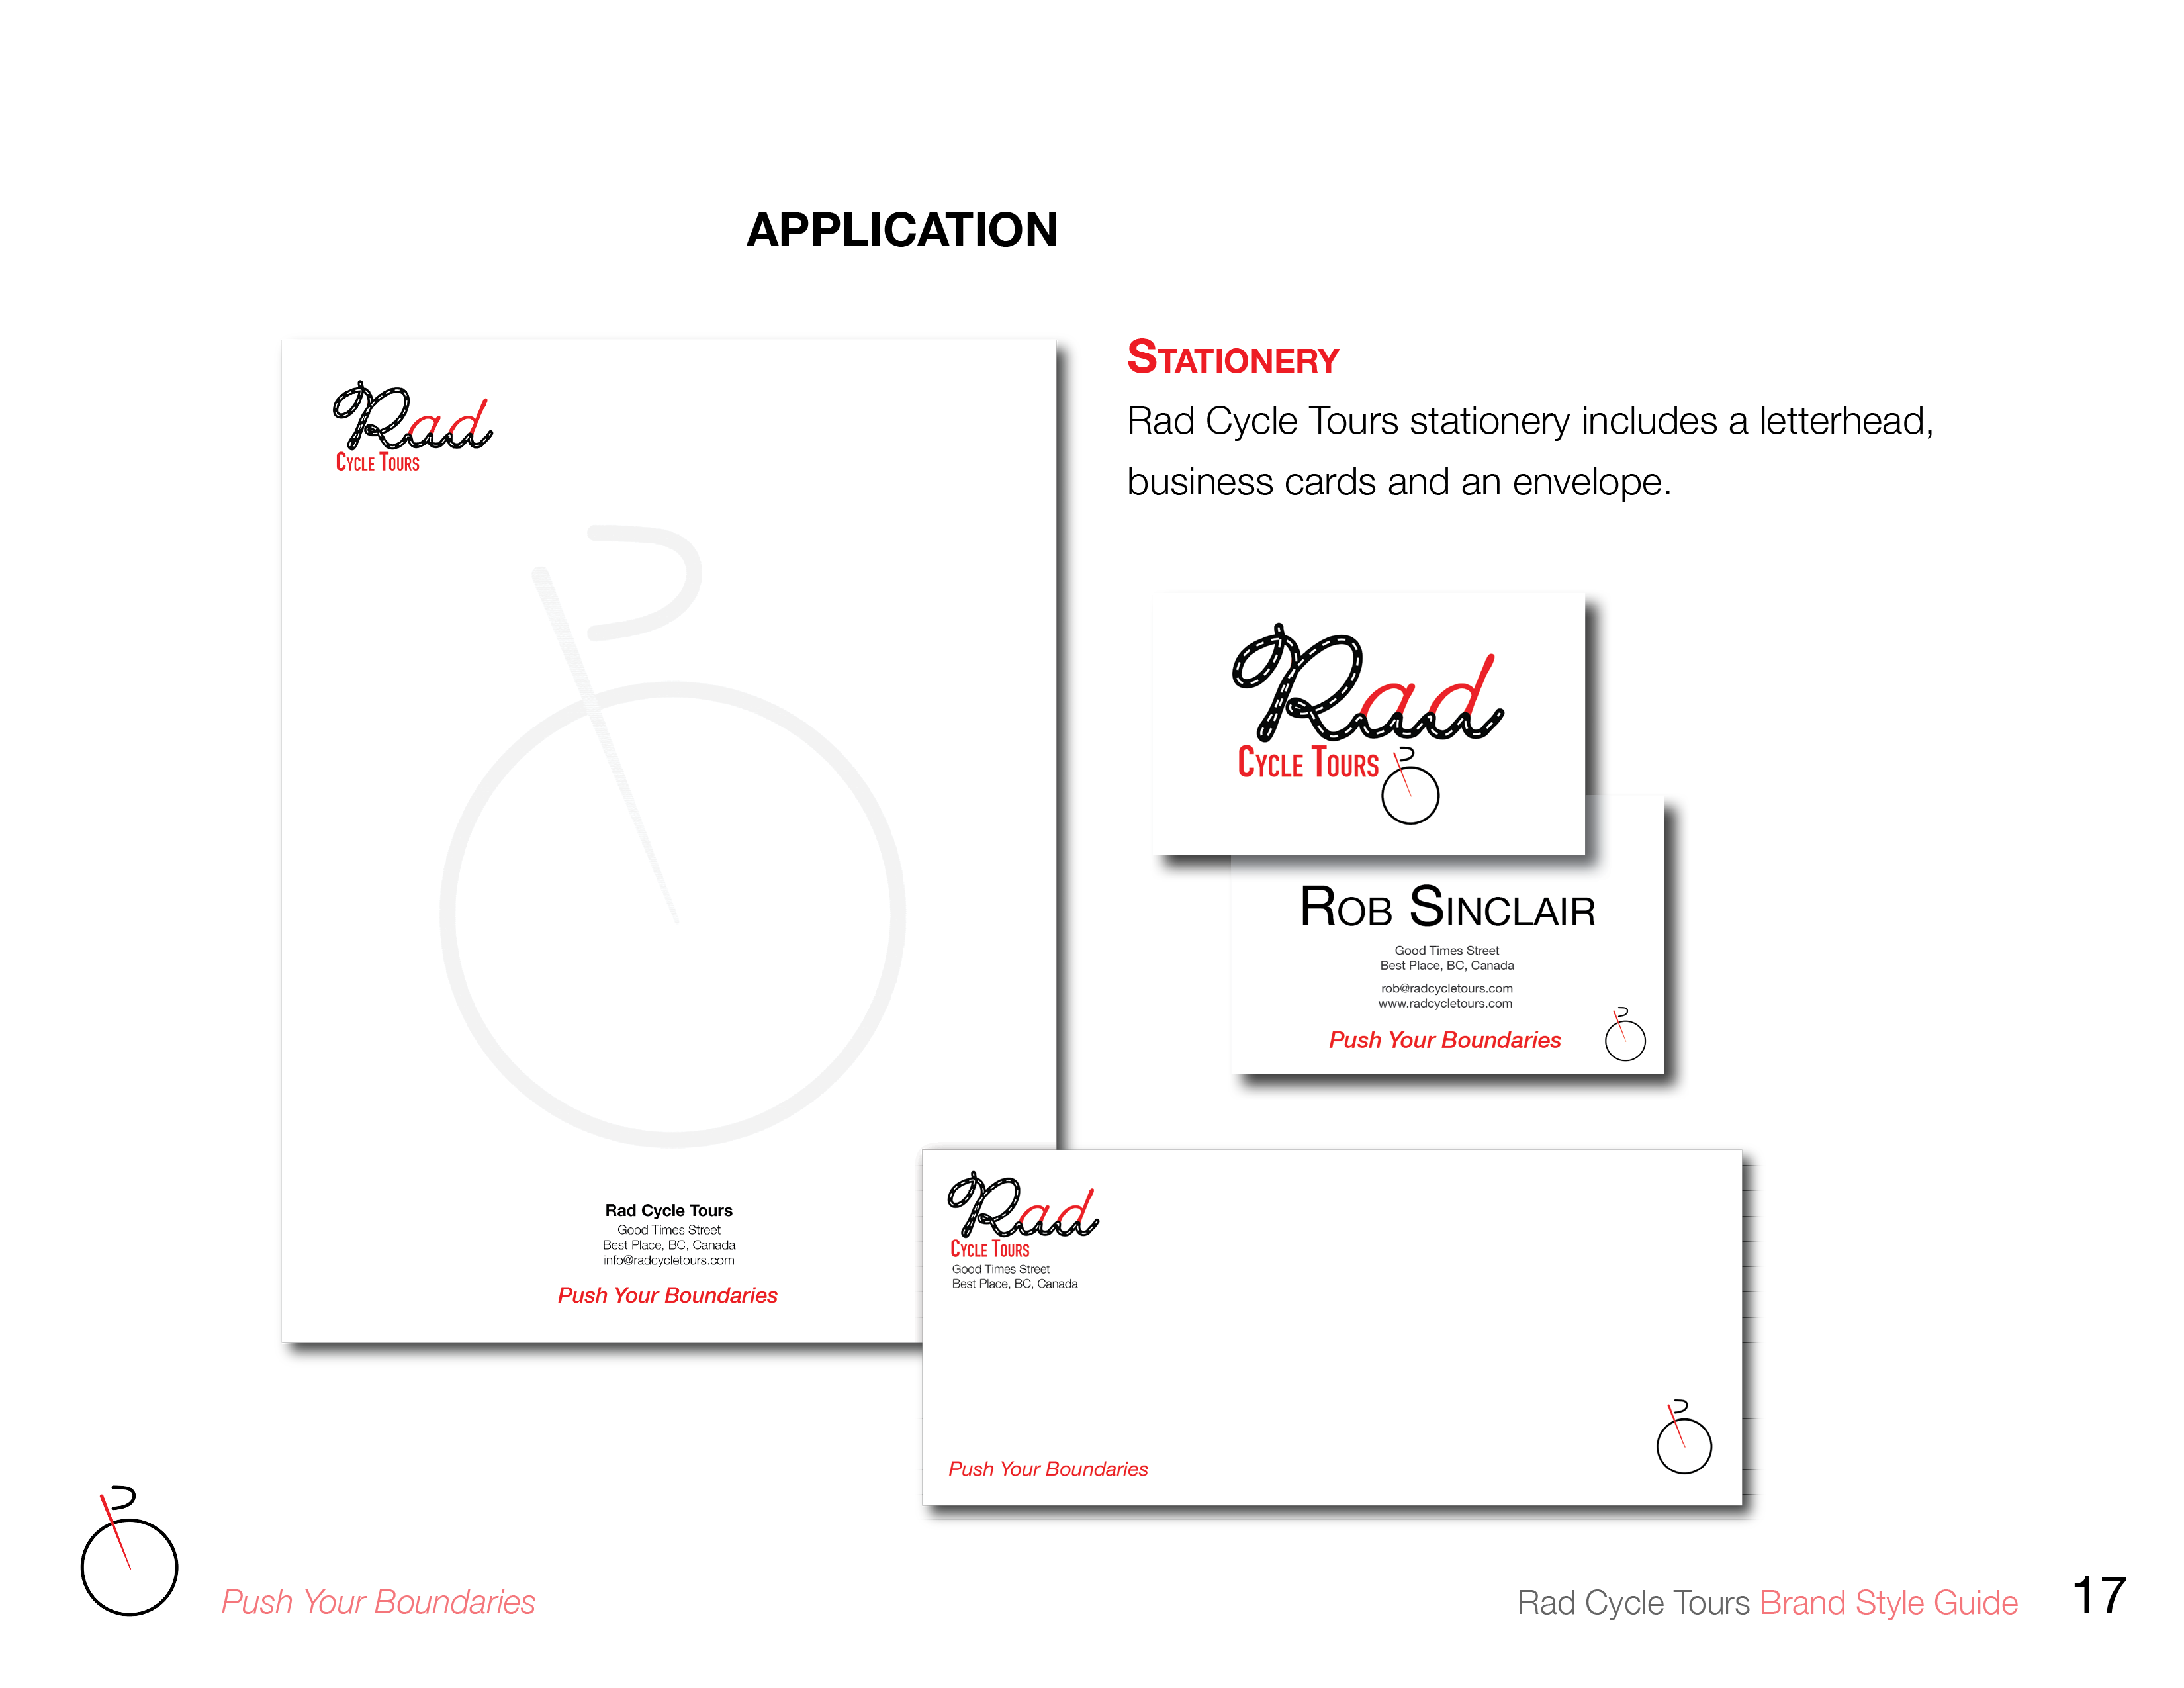 APPLICATION
Rad
CYCLE TOURS
STATIONERY
Rad Cycle Tours stationery includes a letterhead,
business cards and an envelope.
Rad
CYCLE TOURS
ROB SINCLAIR
Good Times Street
Best Place, BC, Canada
rob@radcycletours.com
www.radcycletours.com
Push Your Boundaries
Rad Cycle Tours
Good Times Street
Best Place, BC, Canada
info@radcycletours.com
Push Your Boundaries
Rad
CYCLE TOURS
Good Times Street
Best Place, BC, Canada
Push Your Boundaries
Push Your Boundaries
Rad Cycle Tours Brand Style Guide 17